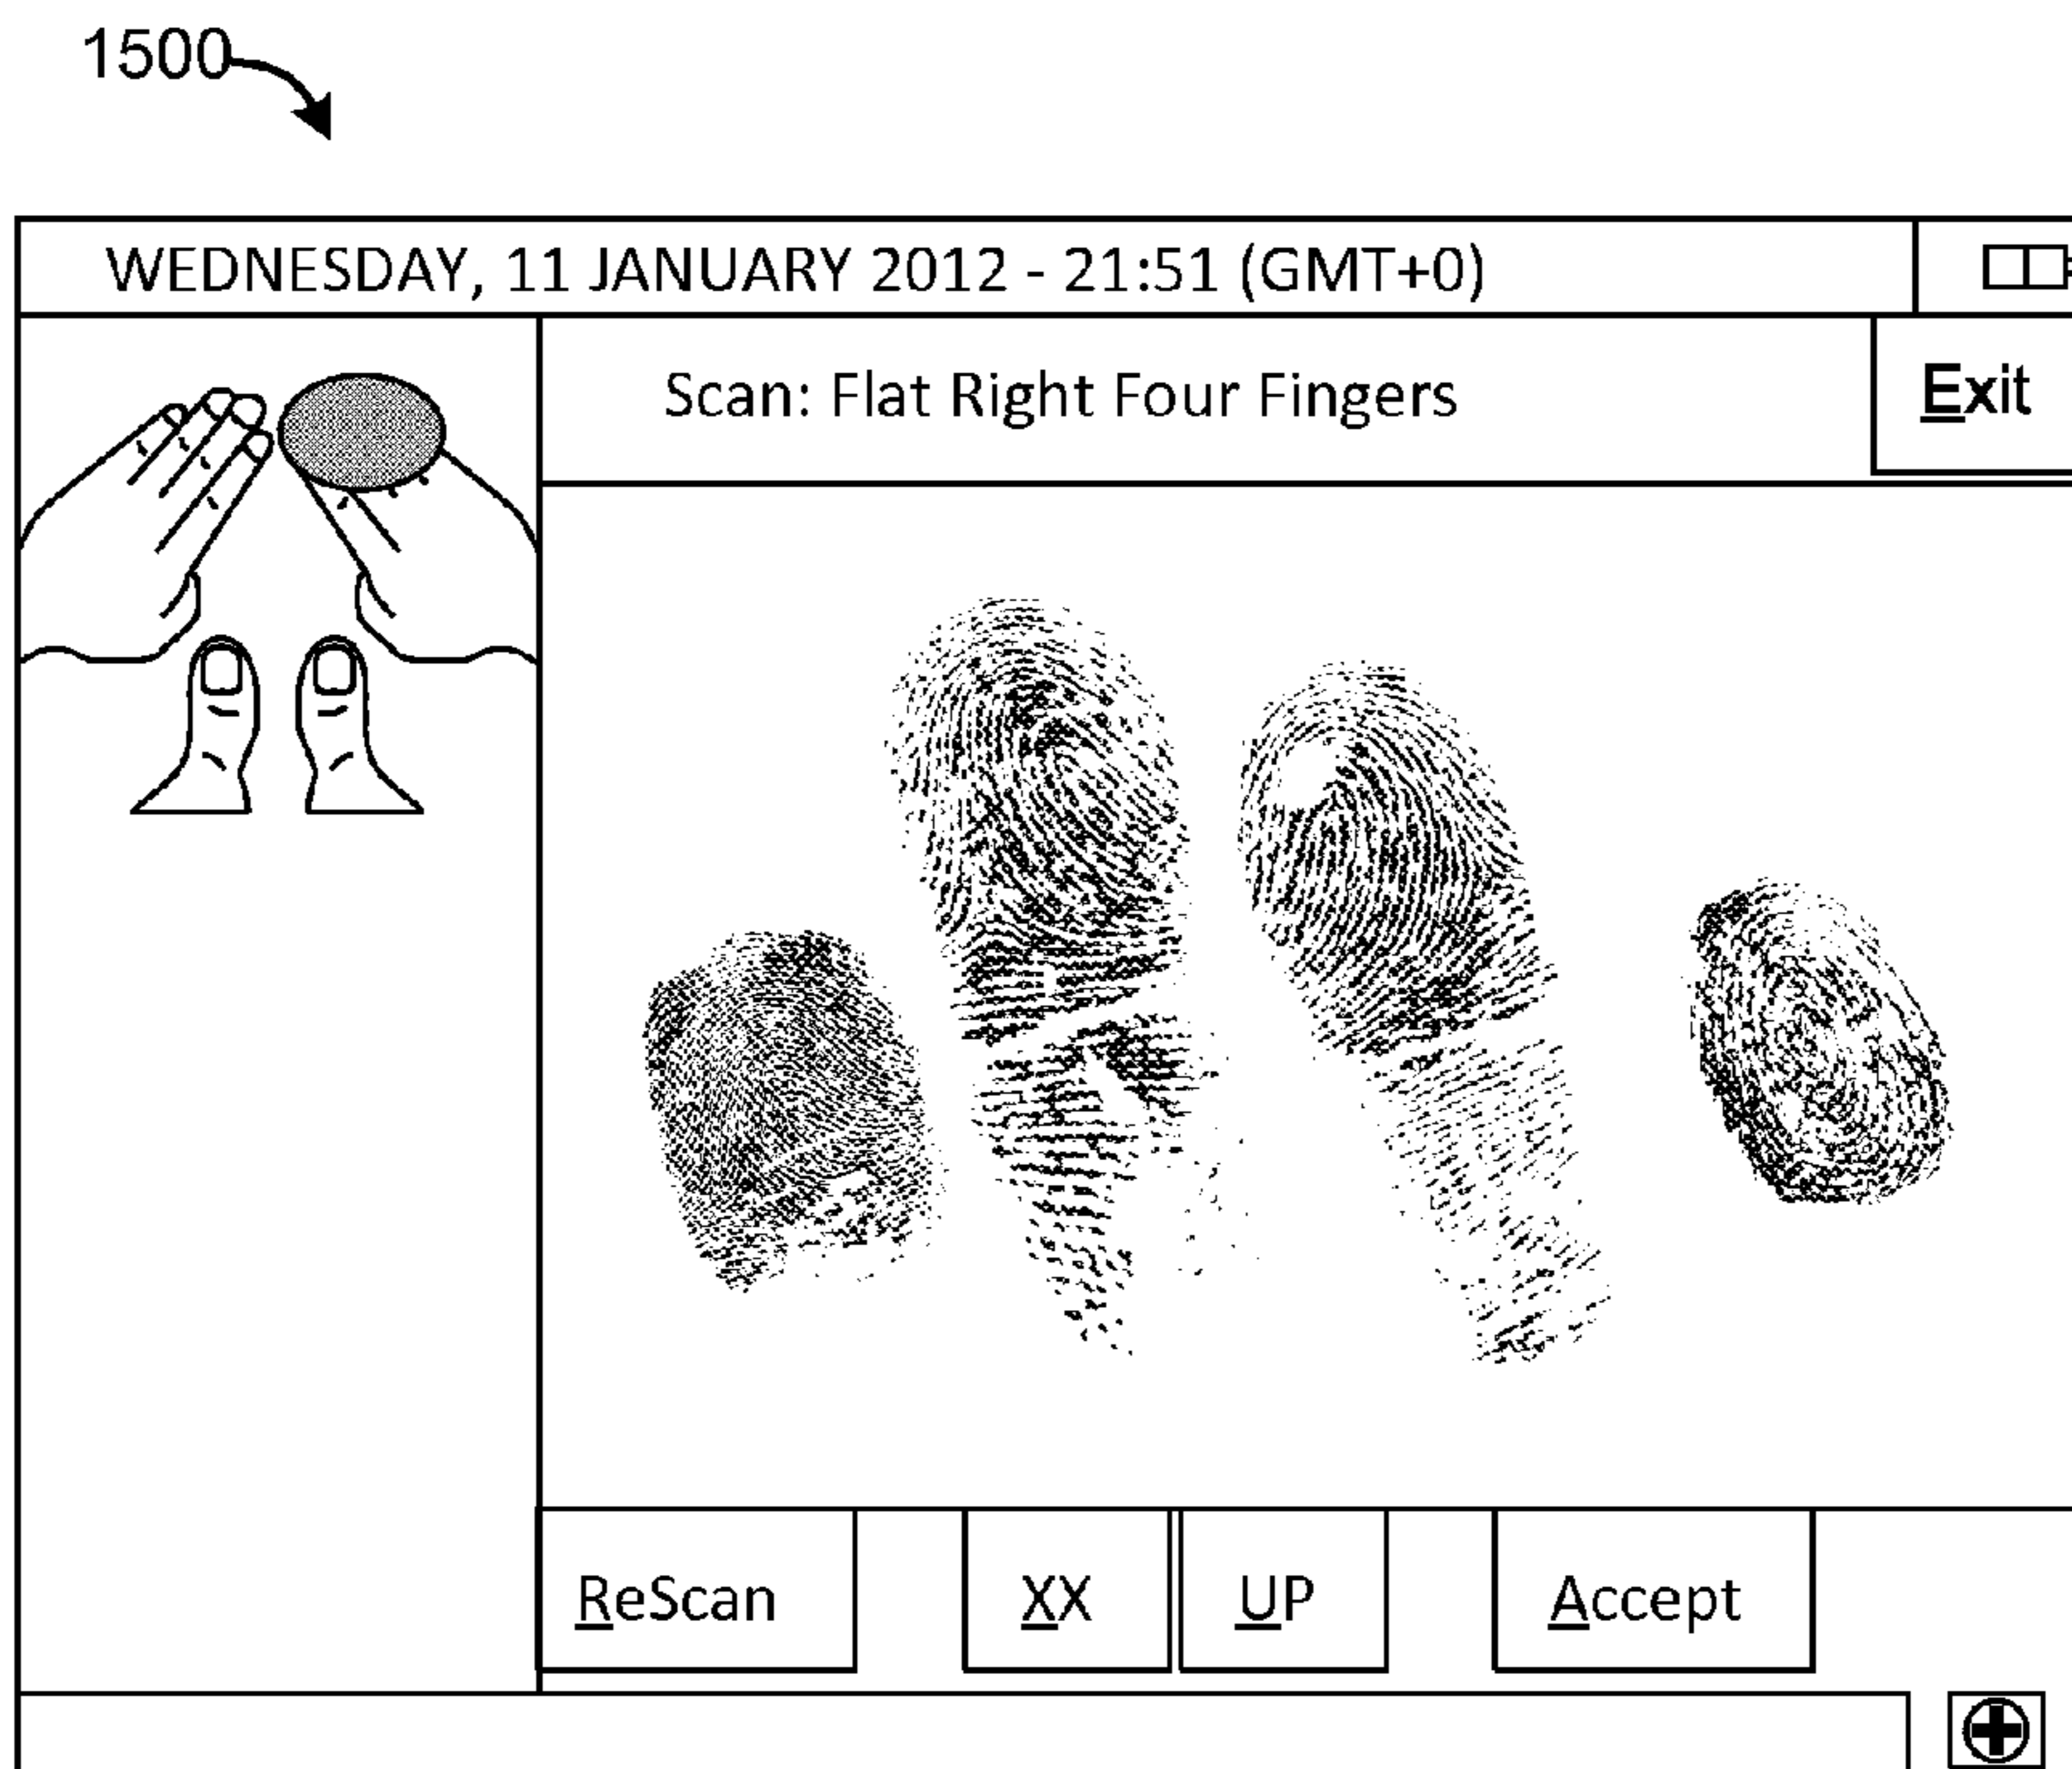 1500
WEDNESDAY, 11 JANUARY 2012 - 21:51 (GMT+0)
Scan: Flat Right Four Fingers
Exit
ReScan
XX
UP
Accept